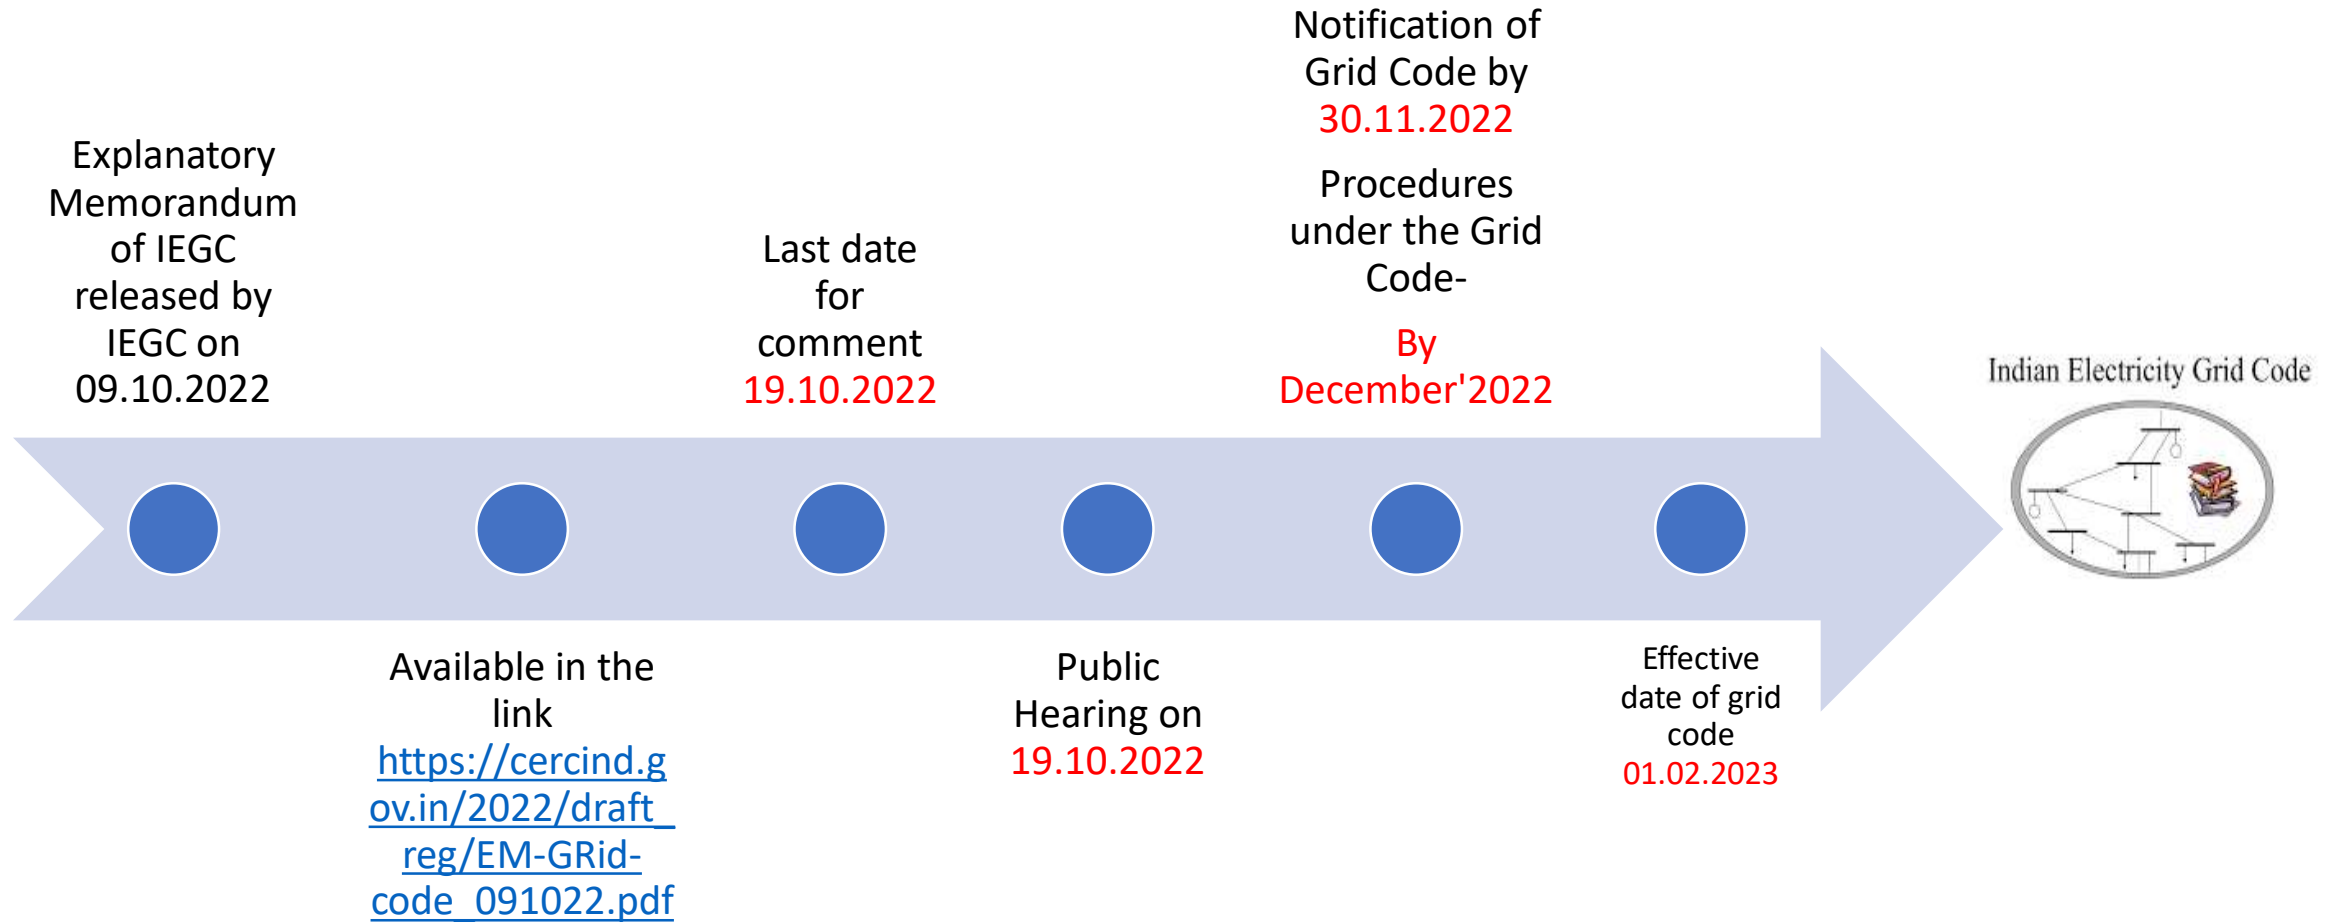 Explanatory
Memorandum
of IEGC
released by
IEGC on
09.10.2022
Available in the
link
https://cercind.g
ov.in/2022/draft_
reg/EM-GRid-
code_091022.pdf
Last date
for
comment
19.10.2022
Public
Hearing on
19.10.2022
Notification of
Grid Code by
30.11.2022
Procedures
under the Grid
Code-
By
December'2022
Effective
date of grid
code
01.02.2023
Indian Electricity Grid Code